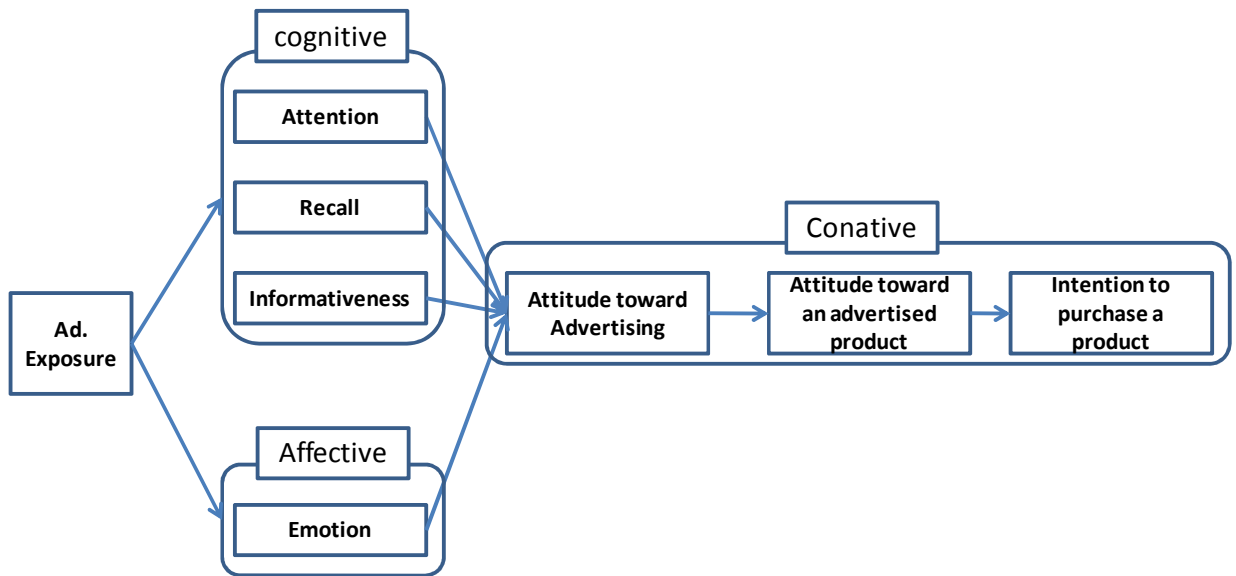 cognitive
Attention
Recall
Informativeness
Ad.
Exposure
Affective
Emotion
Conative
Attitude toward
Advertising
Attitude toward
an advertised
product
Intention to
purchase a
product